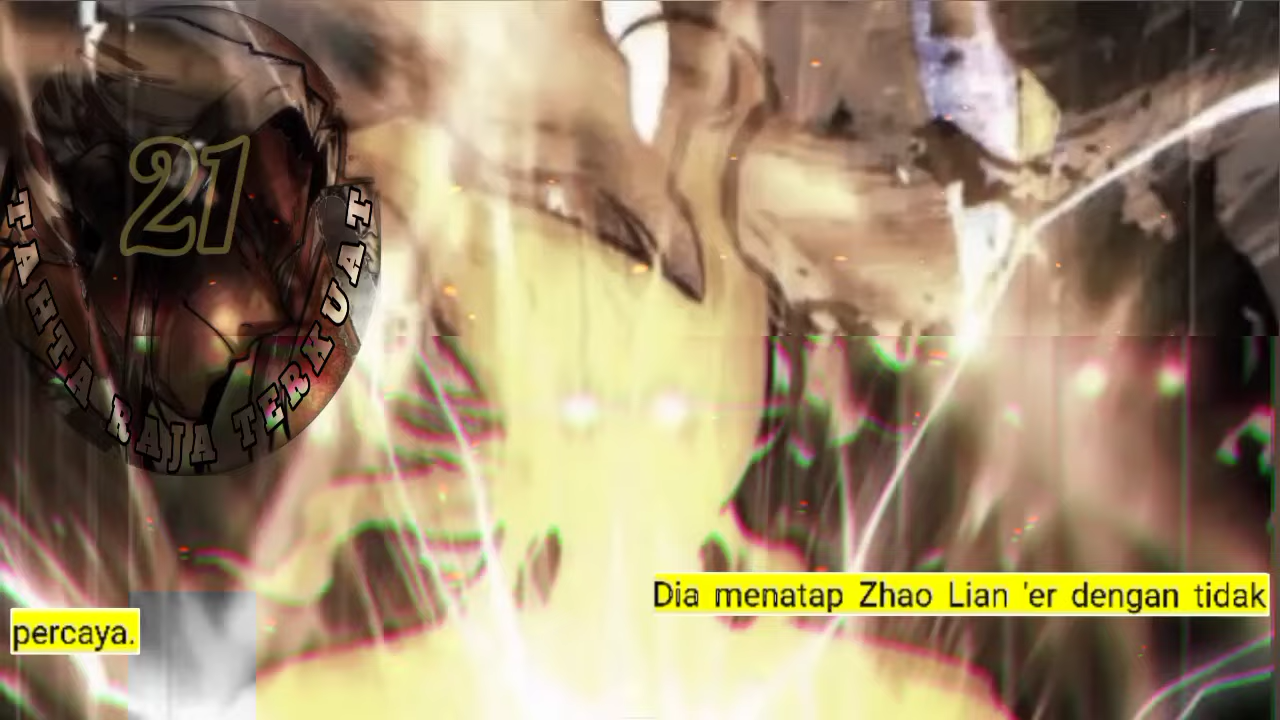 21
TAHTA RAJA TERKUAT
Dia menatap Zhao Lian 'er dengan tidak
percaya.